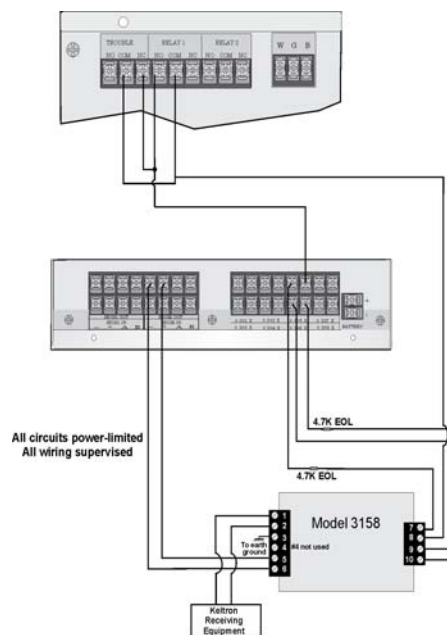 TROUBLE RELAY 1 RELAY 2
NO COM NC NO COM NC NO COM NC
W G B
BATTERY
+
4.7K EOL
All circuits power-limited
All wiring supervised
4.7K EOL
Model 3158
1
2
3
4
5
6
To earth
ground
#4 not used
7
8
9
10
Keltron
Receiving
Equipment